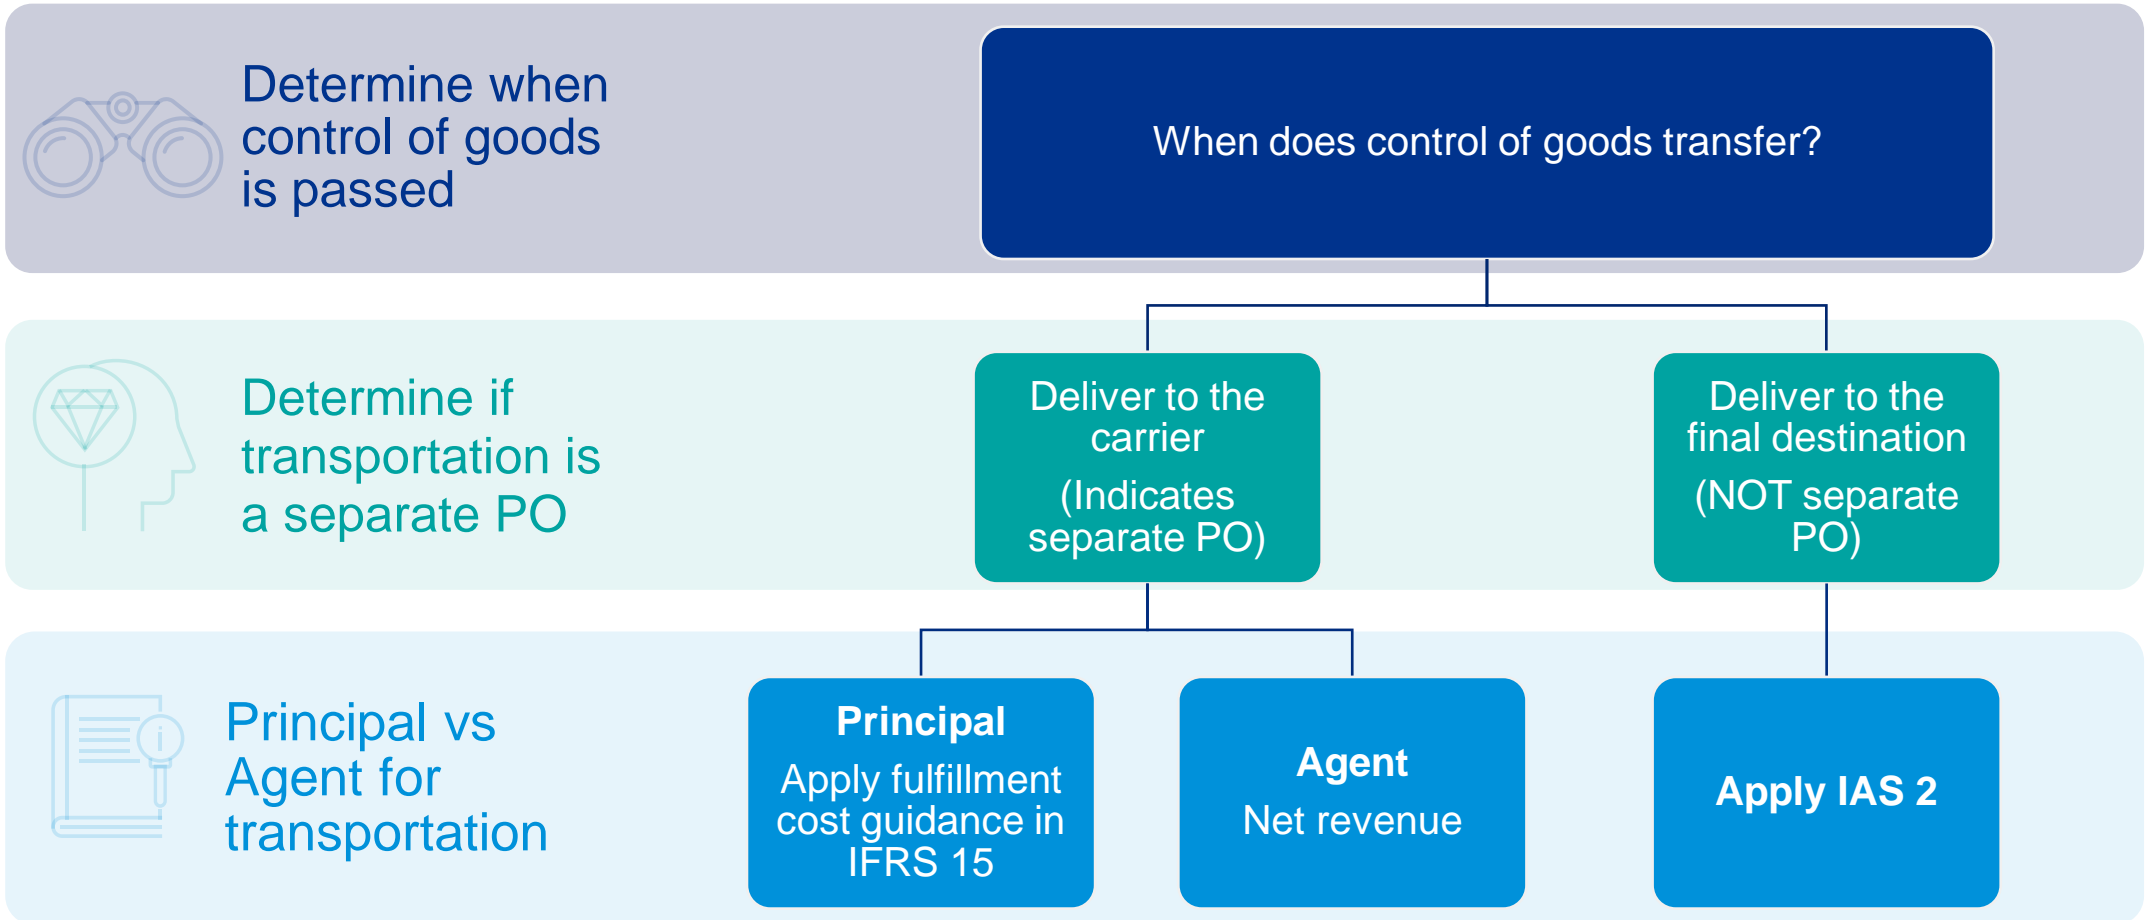 Determine when
control of goods
is passed
When does control of goods transfer?
Determine if
transportation is
a separate PO
Deliver to the
carrier
(Indicates
separate PO)
Deliver to the
final destination
(NOT separate
PO)
Principal vs
Agent for
transportation
Principal
Apply fulfillment
cost guidance in
IFRS 15
Agent
Net revenue
Apply IAS 2